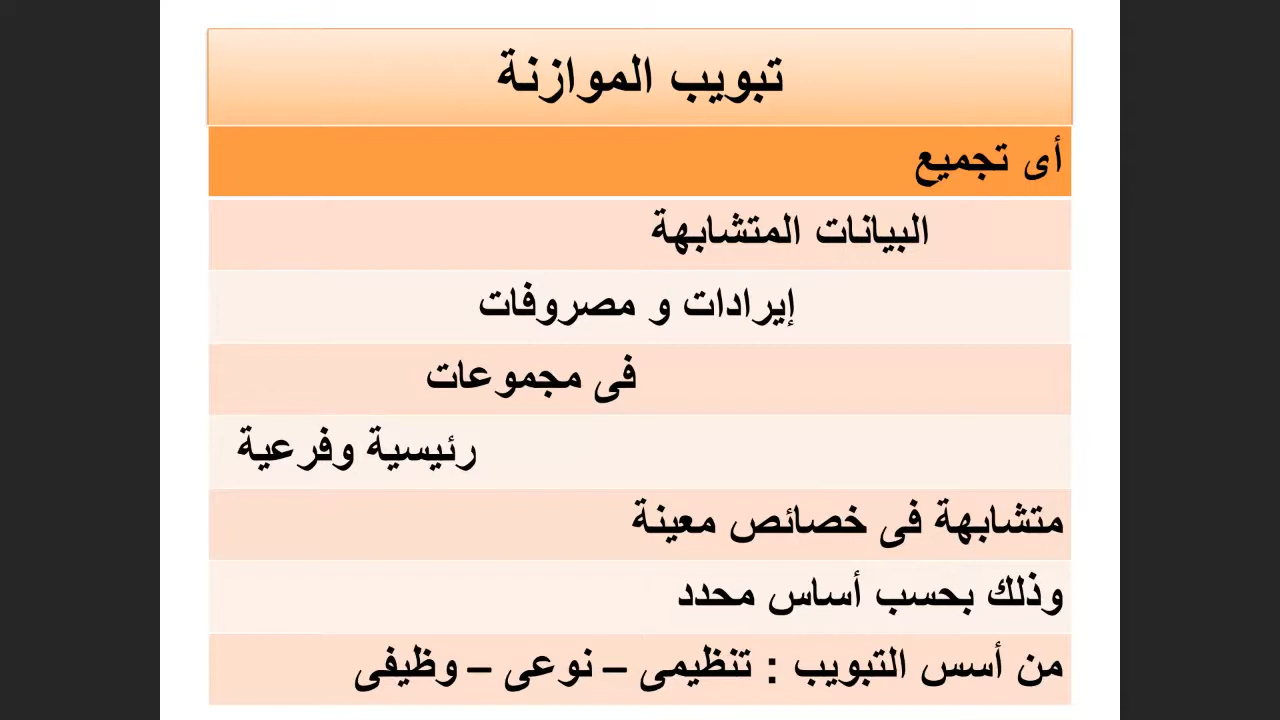 تبويب الموازنة
أى تجميع
البيانات المتشابهة
إيرادات و مصروفات
فى مجموعات
رئيسية وفرعية
متشابهة فى خصائص معينة
وذلك بحسب أساس محدد
من أسس التبويب : تنظيمى – نوعى – وظيفى